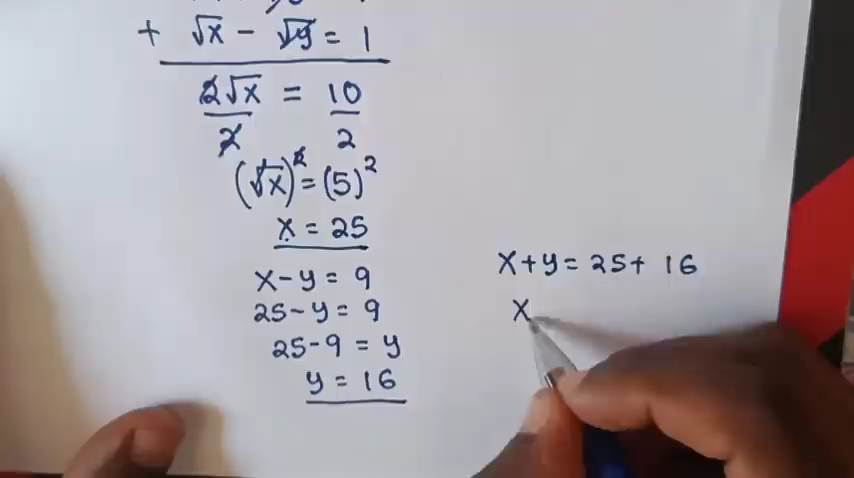 + √x - √y = 1
2√x = 10
2 2
(√x)² = (5)²
x = 25
x - y = 9
25 - y = 9
25 - 9 = y
y = 16
x + y = 25 + 16
x